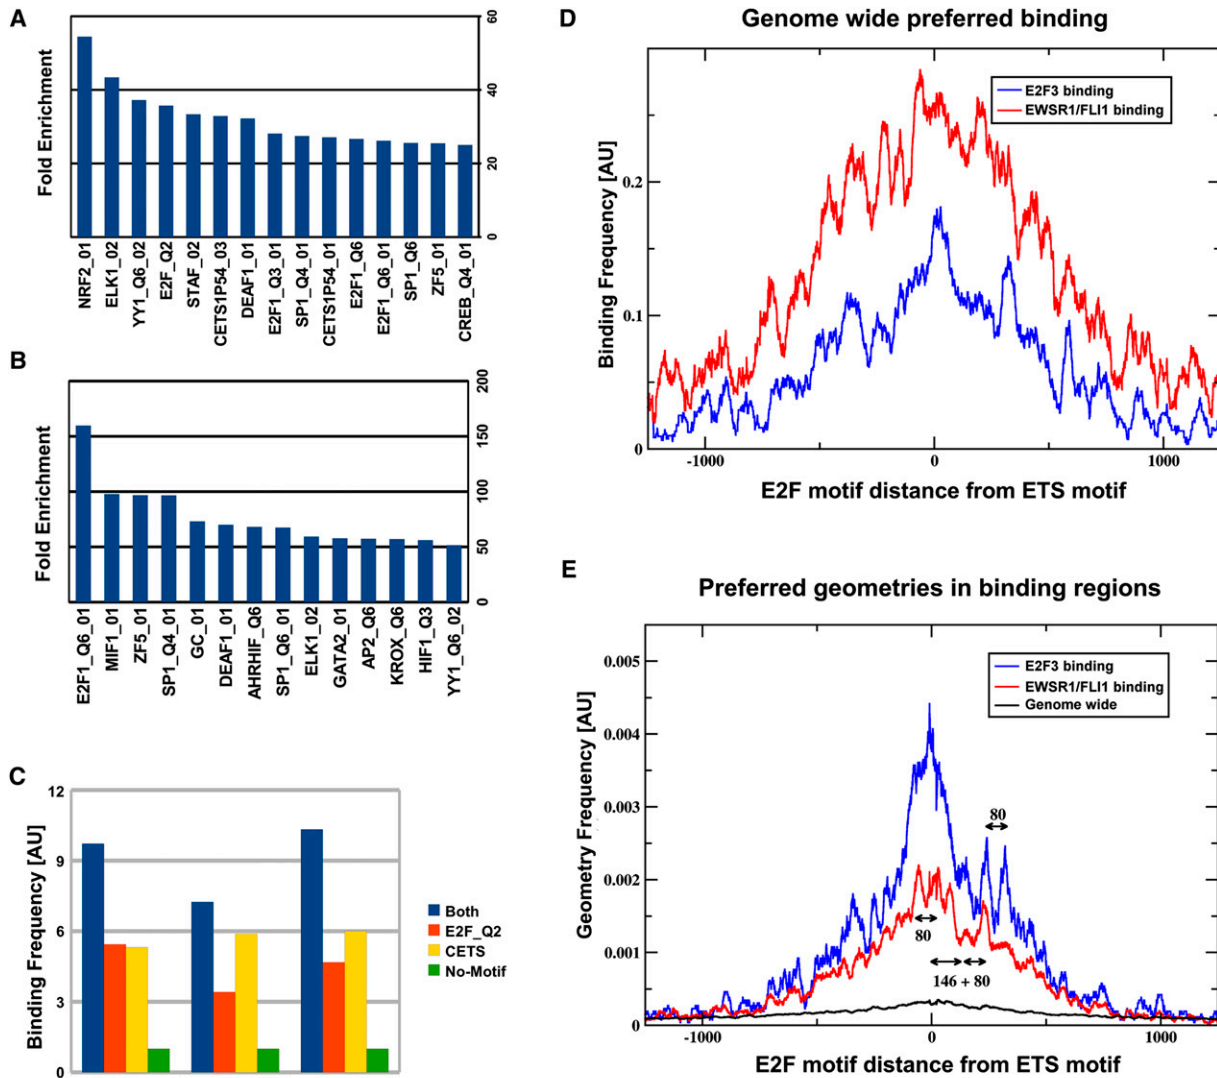 A
Fold Enrichment
60
40
20
0
NRF2_01
ELK1_02
YY1_Q6_02
E2F_Q2
STAF_02
CETS1P54_03
DEAF1_01
E2F1_Q3_01
SP1_Q4_01
CETS1P54_01
E2F1_Q6
E2F1_Q6_01
SP1_Q6
ZF5_01
CREB_Q4_01
B
Fold Enrichment
200
150
100
50
0
E2F1_Q6_01
MIF1_01
ZF5_01
SP1_Q4_01
GC_01
DEAF1_01
AHRHIF_Q6
SP1_Q6_01
ELK1_02
GATA2_01
AP2_Q6
KROX_Q6
HIF1_Q3
YY1_Q6_02
C
Binding Frequency [AU]
12
9
6
3
0
Both
E2F_Q2
CETS
No-Motif
D
Genome wide preferred binding
E2F3 binding
EWSR1/FLI1 binding
Binding Frequency [AU]
0.2
0.1
0
-1000
0
1000
E2F motif distance from ETS motif
E
Preferred geometries in binding regions
E2F3 binding
EWSR1/FLI1 binding
Genome wide
Geometry Frequency [AU]
0.005
0.004
0.003
0.002
0.001
0
80
80
146 + 80
-1000
0
1000
E2F motif distance from ETS motif